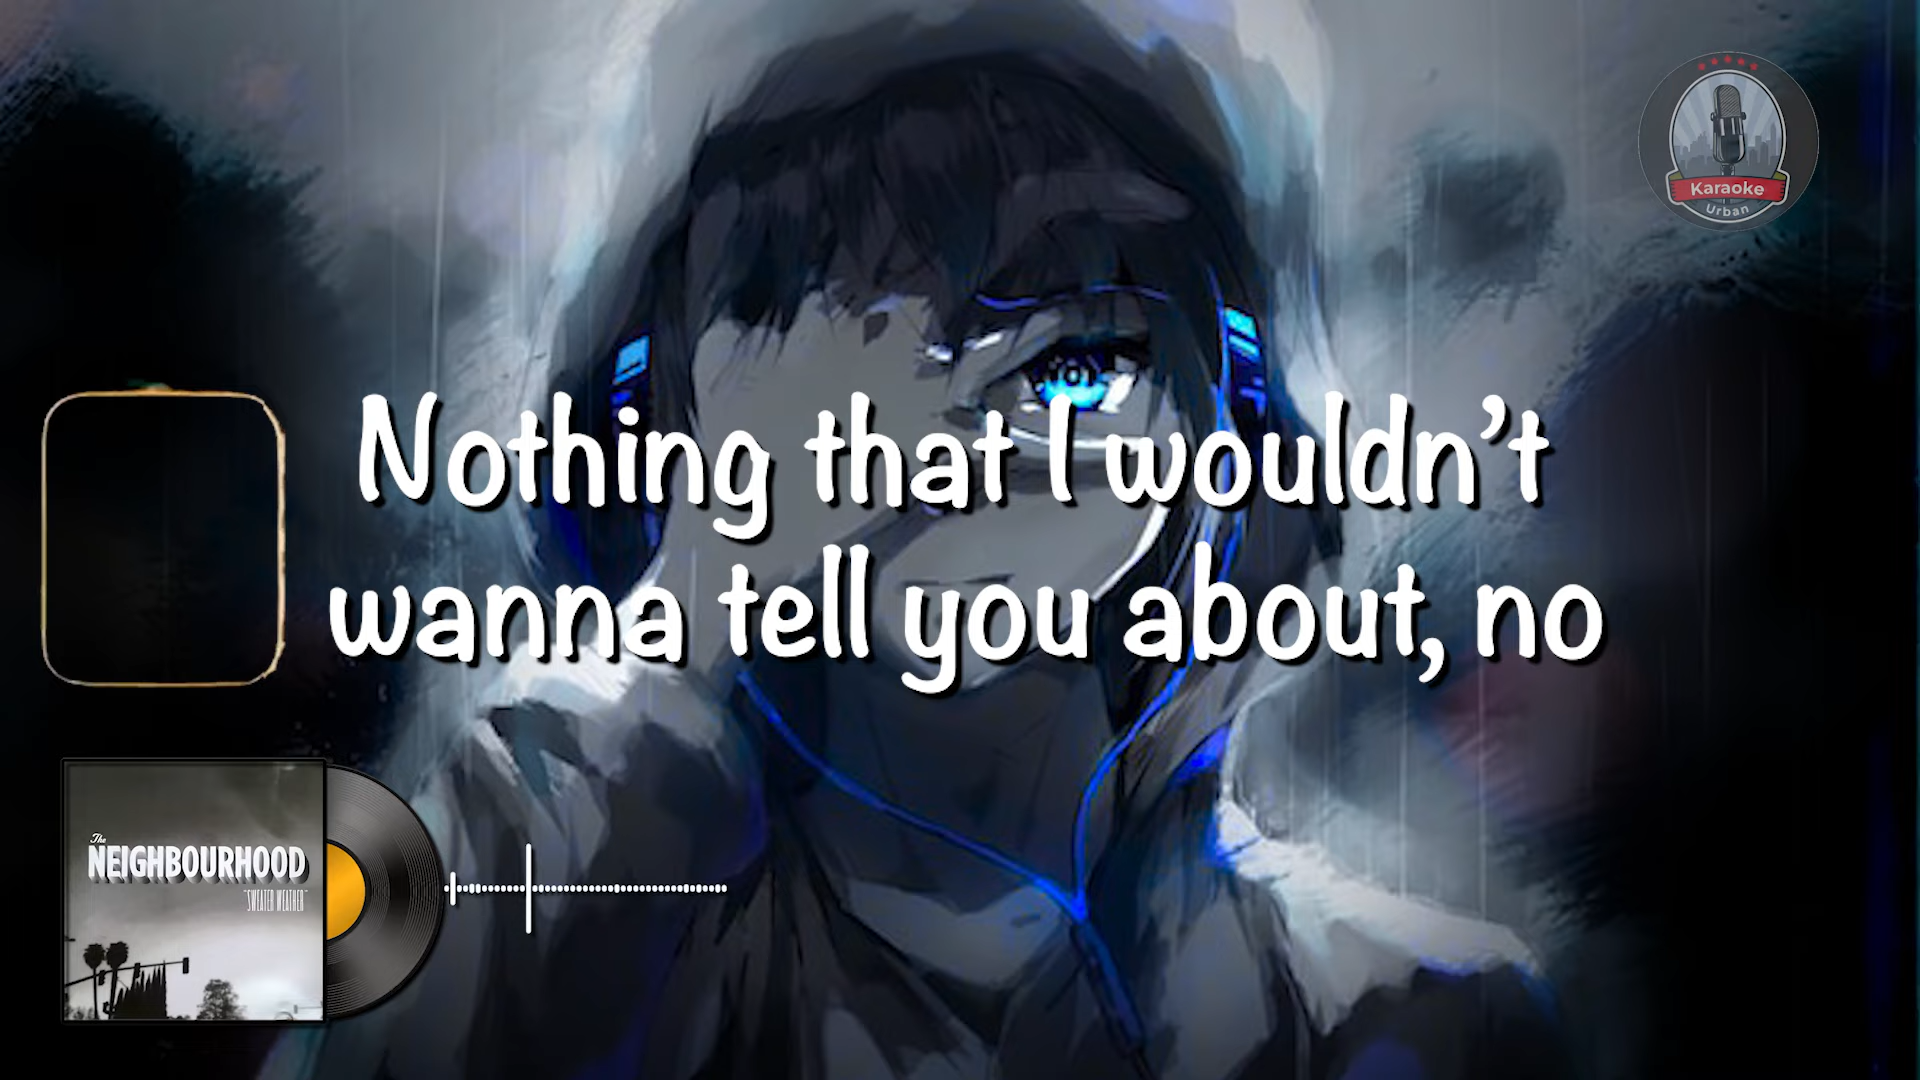 Karaoke
Urban
Nothing that I wouldn't
wanna tell you about, no
The
NEIGHBOURHOOD
"SWEATER WEATHER"